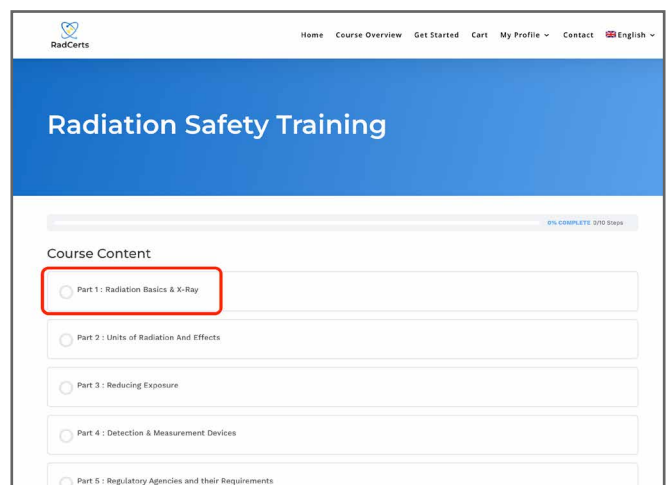 RadCerts
Home Course Overview Get Started Cart My Profile Contact English
Radiation Safety Training
0% COMPLETE 0/10 Steps
Course Content
Part 1 : Radiation Basics & X-Ray
Part 2 : Units of Radiation And Effects
Part 3 : Reducing Exposure
Part 4 : Detection & Measurement Devices
Part 5 : Regulatory Agencies and their Requirements